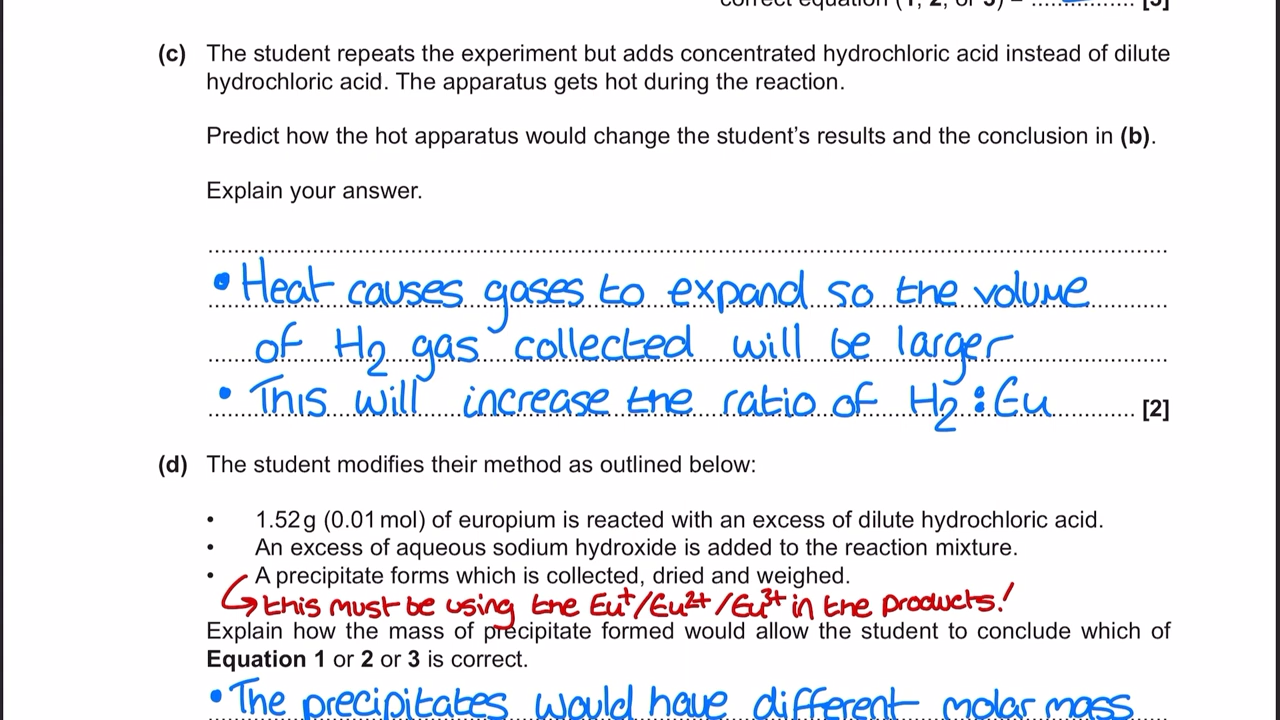 correct equation (1, 2, or 3) = .................. [3]
(c) The student repeats the experiment but adds concentrated hydrochloric acid instead of dilute
hydrochloric acid. The apparatus gets hot during the reaction.
Predict how the hot apparatus would change the student's results and the conclusion in (b).
Explain your answer.
• Heat causes gases to expand so the volume
of H2 gas collected will be larger
• This will increase the ratio of H2 : Eu [2]
(d) The student modifies their method as outlined below:
• 1.52 g (0.01 mol) of europium is reacted with an excess of dilute hydrochloric acid.
• An excess of aqueous sodium hydroxide is added to the reaction mixture.
• A precipitate forms which is collected, dried and weighed.
↳ this must be using the Eu+/Eu2+/Eu3+ in the products!
Explain how the mass of precipitate formed would allow the student to conclude which of
Equation 1 or 2 or 3 is correct.
• The precipitates would have different molar mass